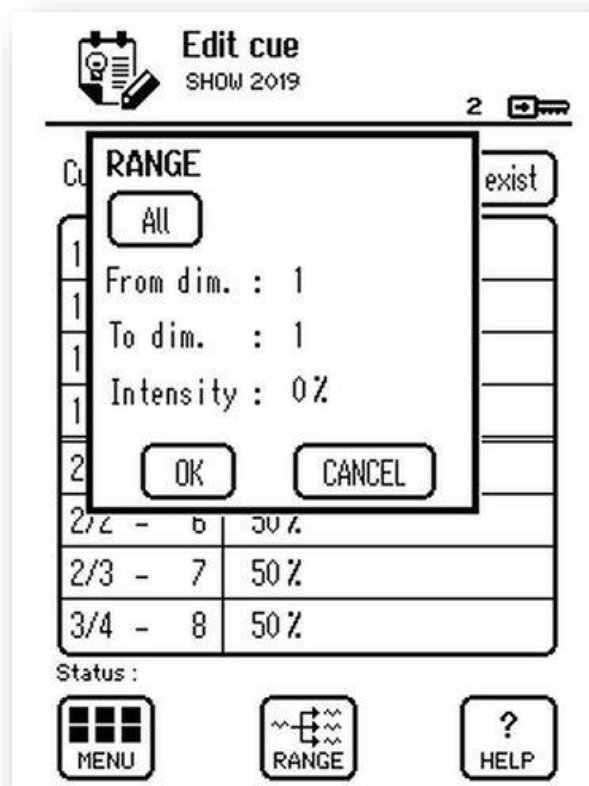 Edit cue
SHOW 2019
2
Cu
exist
RANGE
All
From dim. : 1
To dim. : 1
Intensity : 0%
OK
CANCEL
1
1
1
1
2
2/2 - 6 50%
2/3 - 7 50%
3/4 - 8 50%
Status :
MENU
RANGE
? HELP